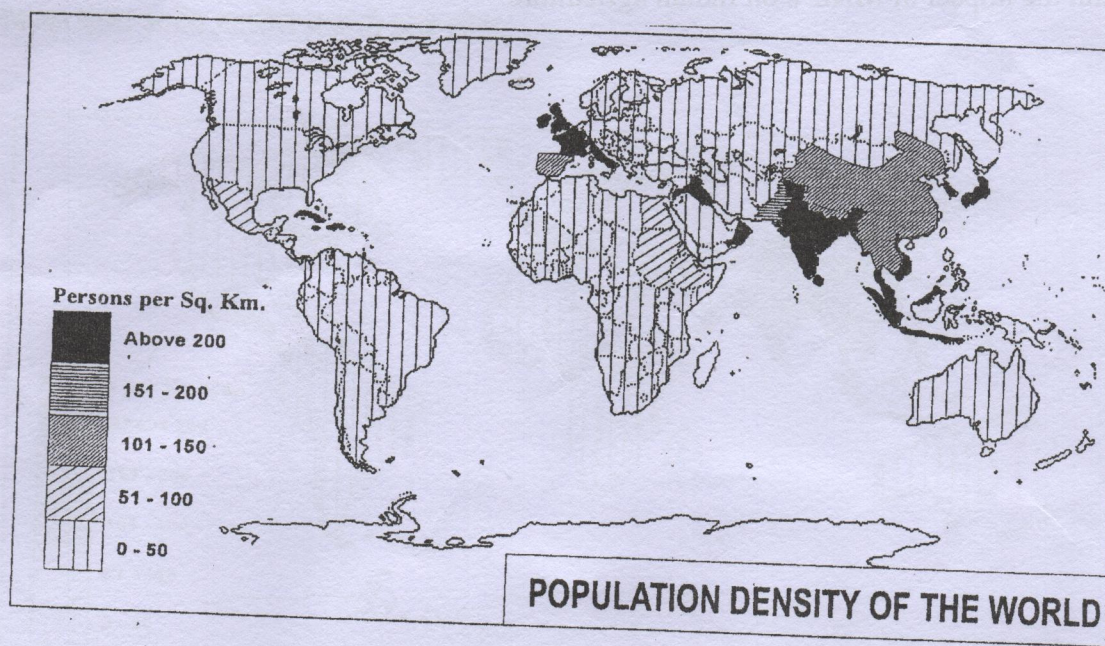 Persons per Sq. Km.
Above 200
151 - 200
101 - 150
51 - 100
0 - 50
POPULATION DENSITY OF THE WORLD